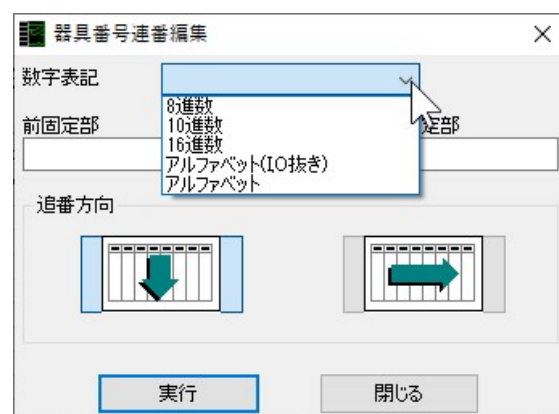 器具番号連番編集
数字表記
8進数
10進数
16進数
アルファベット(IO抜き)
アルファベット
前固定部
定部
追番方向
実行
閉じる